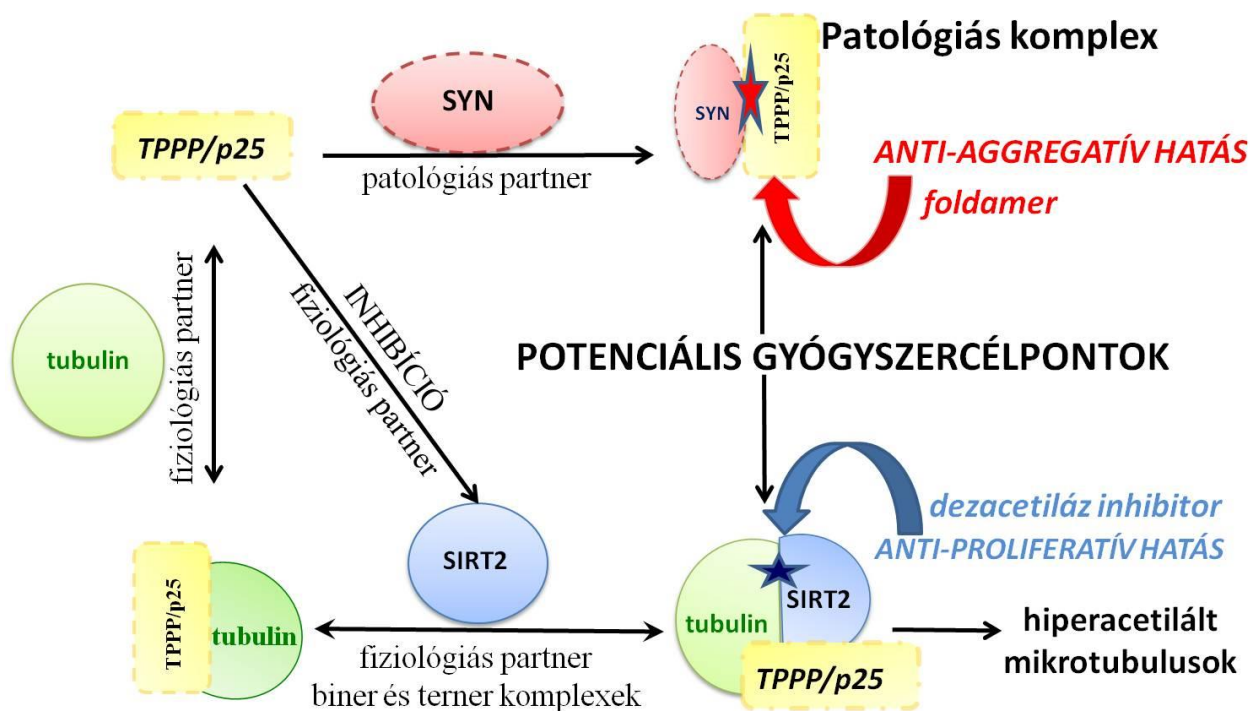 SYN
TPPP/p25
patológiás partner
SYN
TPPP/p25
Patológiás komplex
ANTI-AGGREGATÍV HATÁS
foldamer
tubulin
fiziológiás partner
INHIBÍCIÓ
fiziológiás partner
POTENCIÁLIS GYÓGYSZERCÉLPONTOK
dezacetiláz inhibitor
ANTI-PROLIFERATÍV HATÁS
SIRT2
TPPP/p25
tubulin
fiziológiás partner
biner és terner komplexek
tubulin
SIRT2
TPPP/p25
hiperacetilált
mikrotubulusok